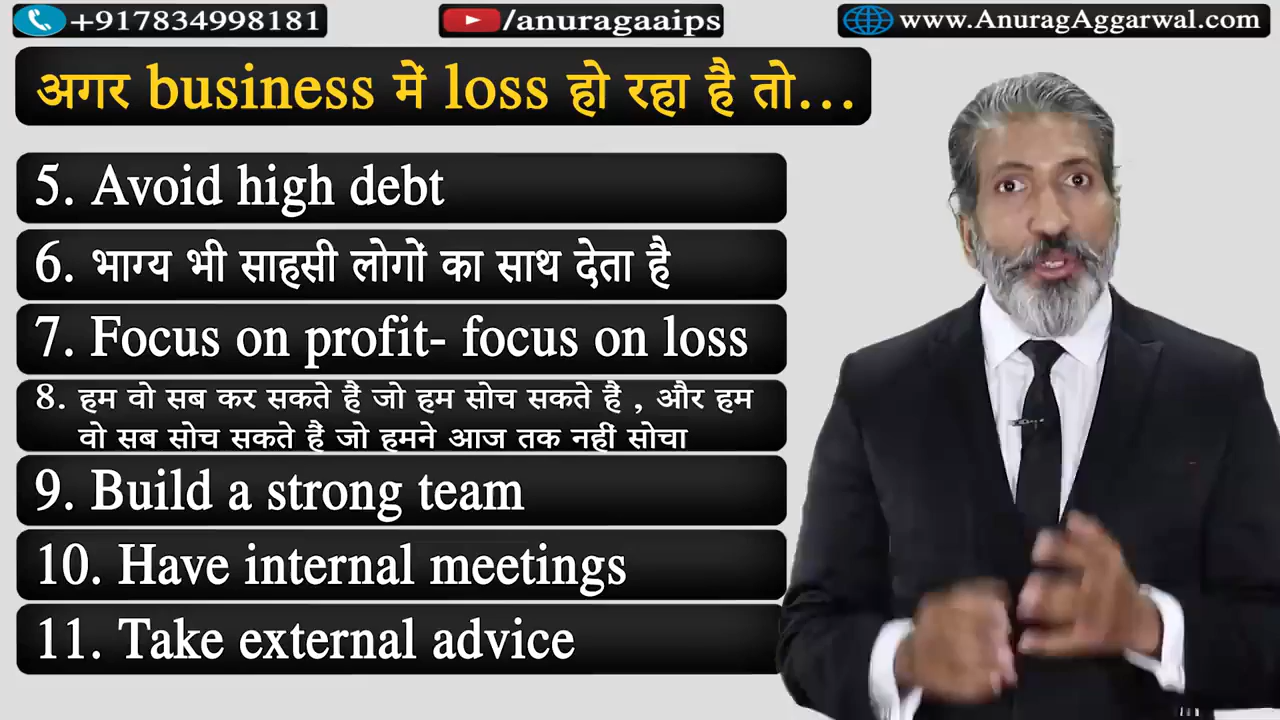 +917834998181
/anuragaaips
www.AnuragAggarwal.com
अगर business में loss हो रहा है तो...
5. Avoid high debt
6. भाग्य भी साहसी लोगों का साथ देता है
7. Focus on profit- focus on loss
8. हम वो सब कर सकते हैं जो हम सोच सकते हैं , और हम
वो सब सोच सकते हैं जो हमने आज तक नहीं सोचा
9. Build a strong team
10. Have internal meetings
11. Take external advice